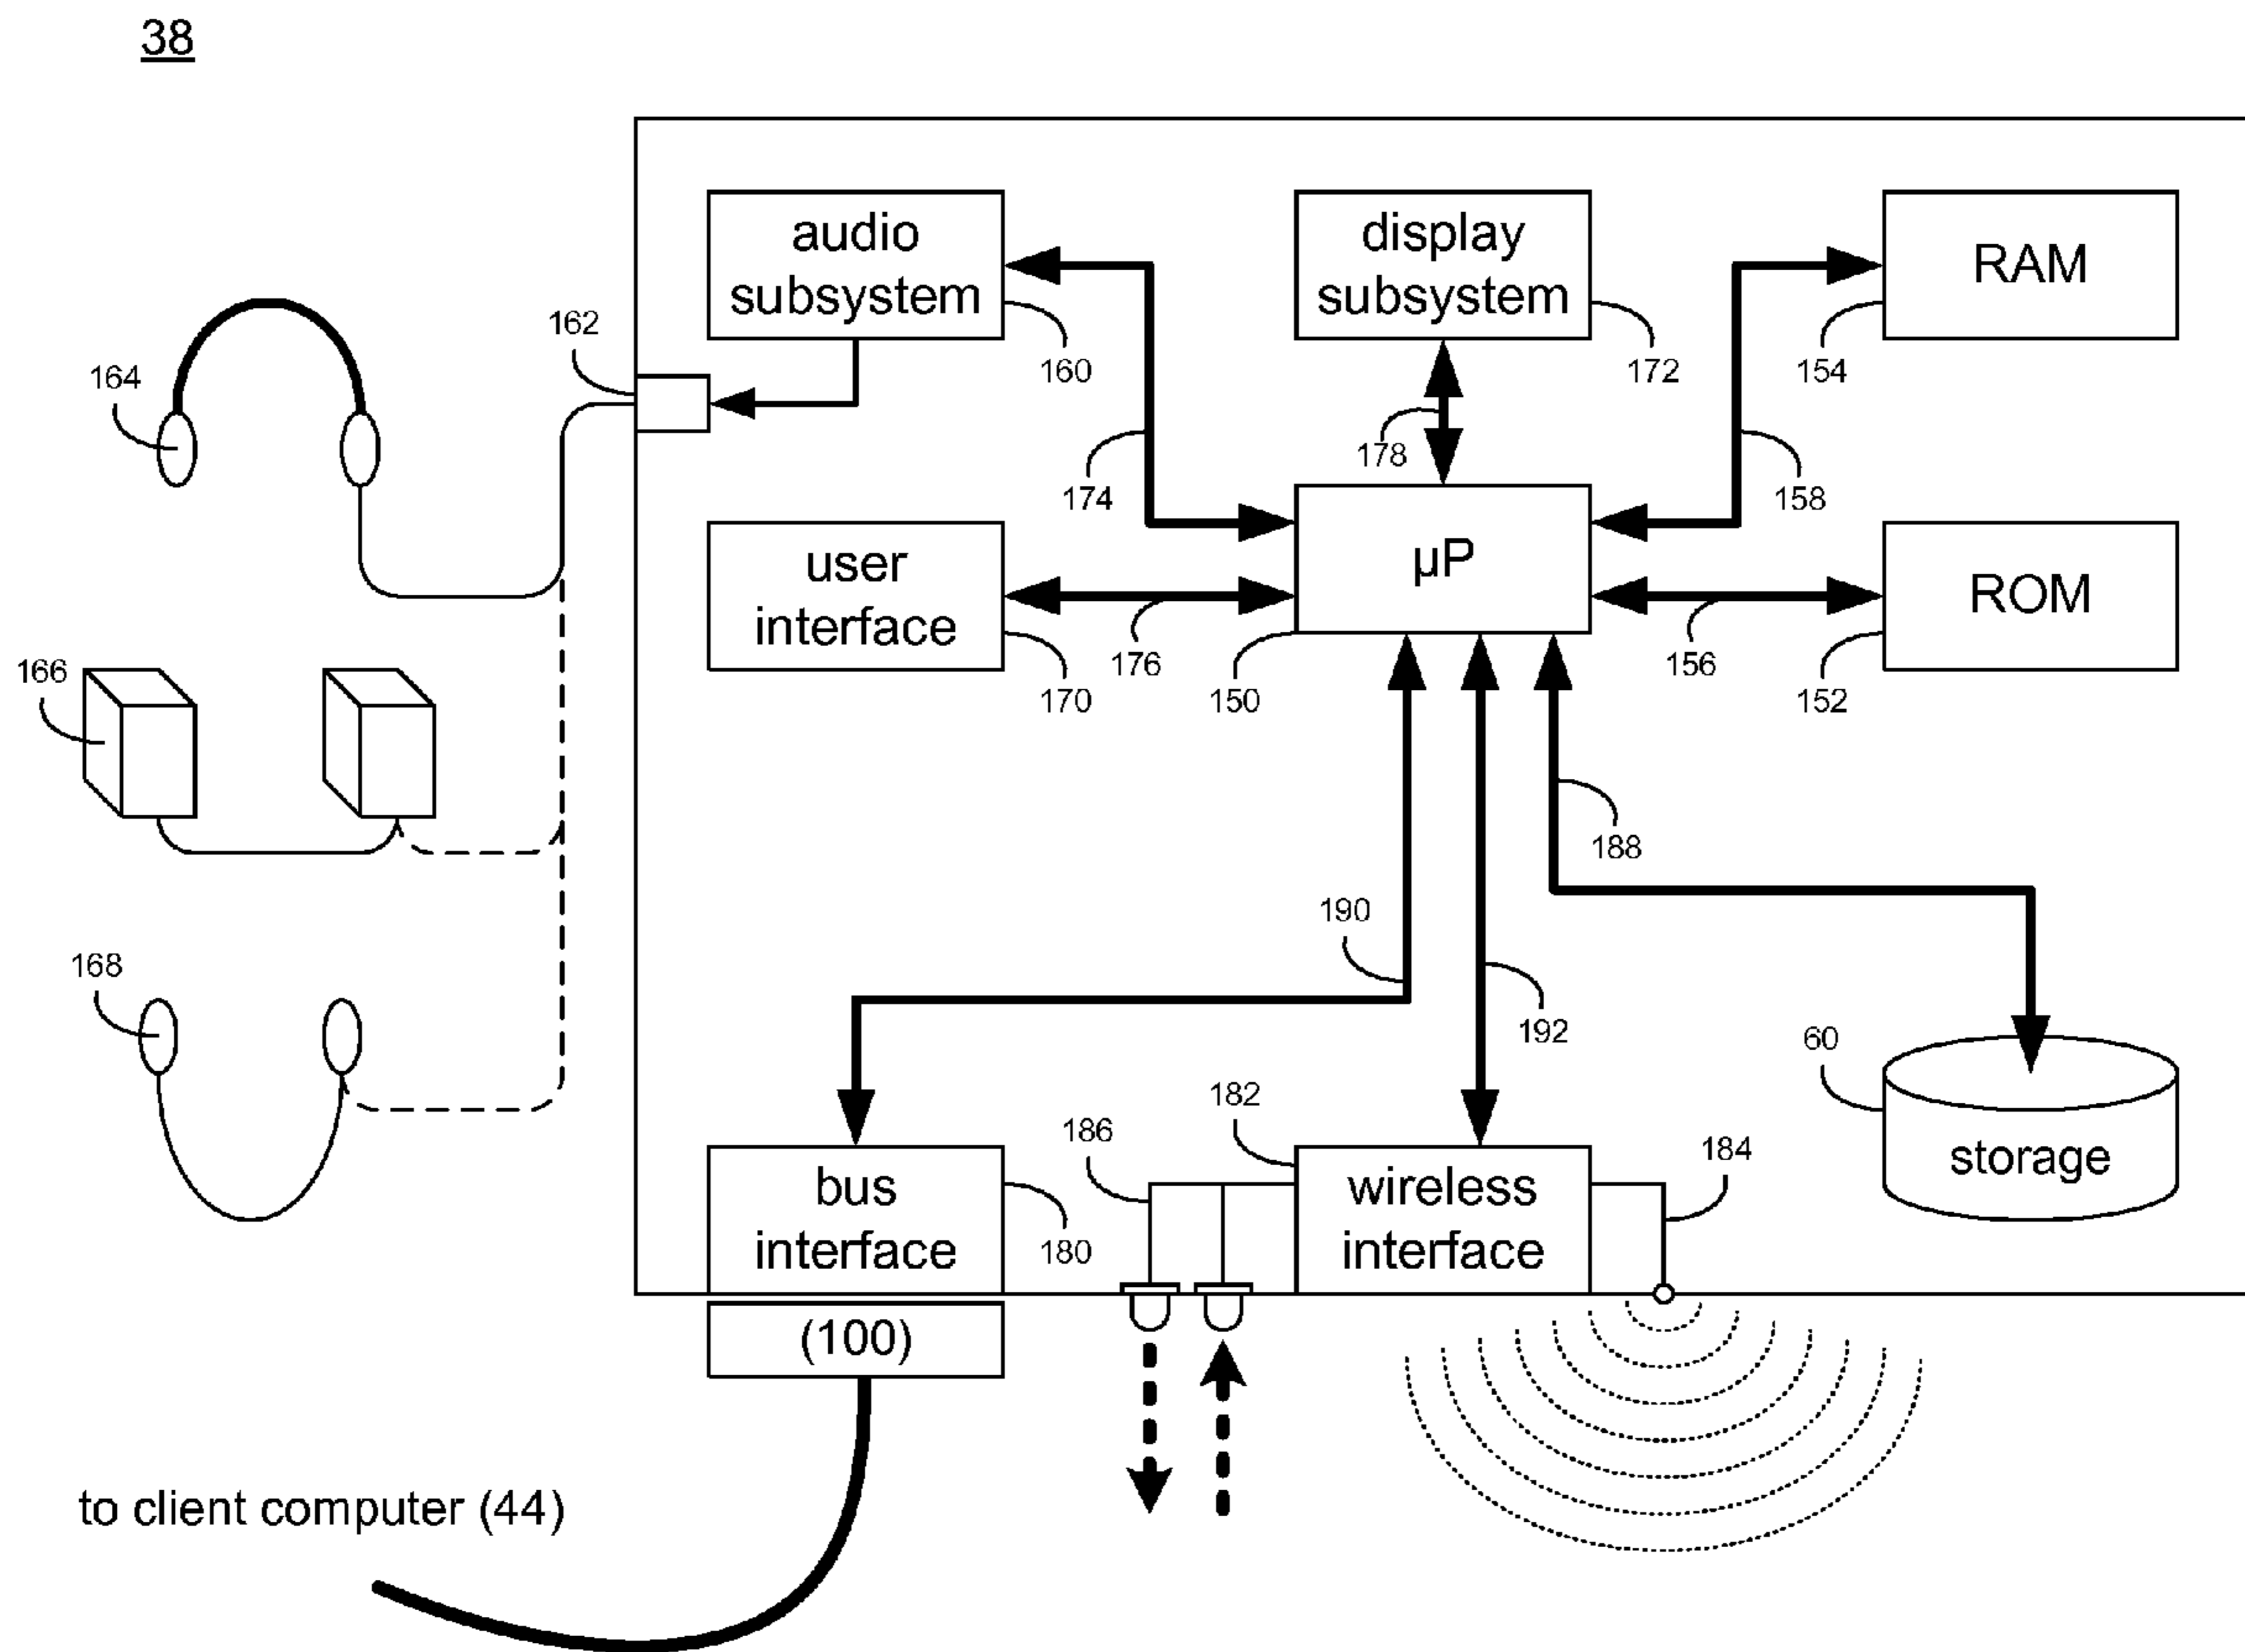 38
audio
subsystem
display
subsystem
RAM
162
164
160
172
154
178
174
158
user
interface
µP
ROM
166
176
156
170
150
152
188
190
168
192
60
182
186
184
bus
interface
wireless
interface
storage
180
(100)
to client computer (44)